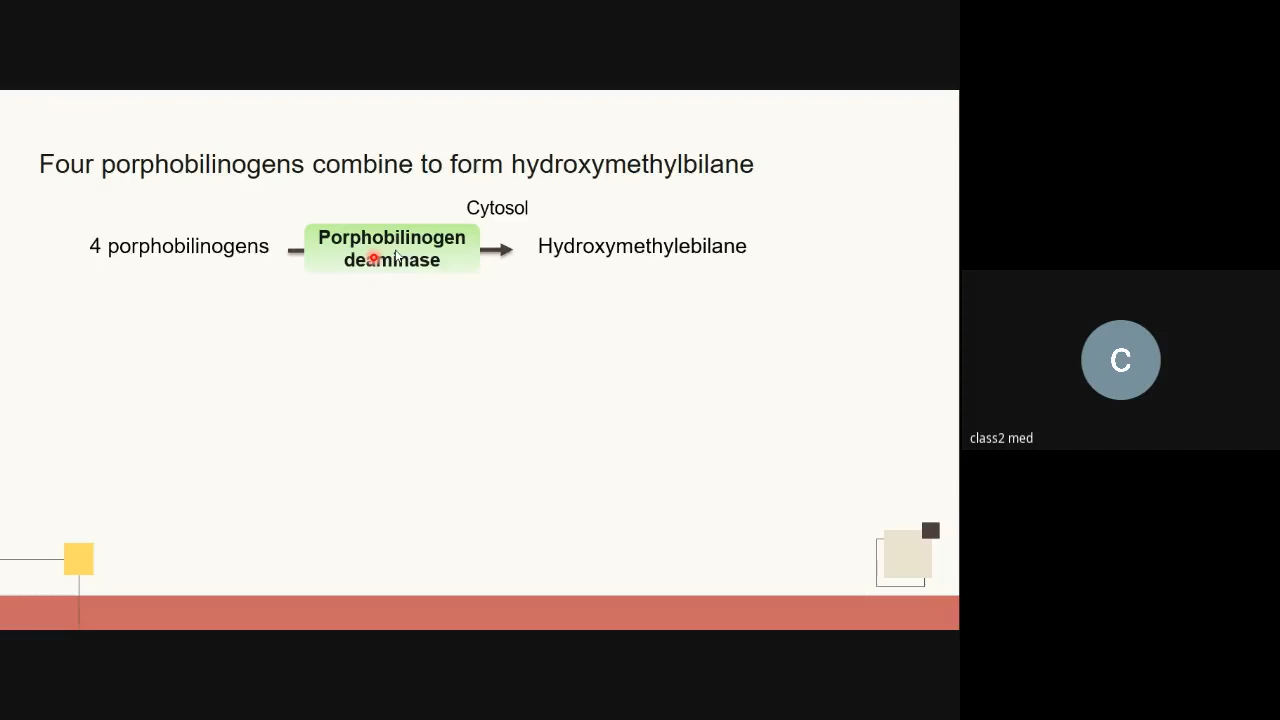 Four porphobilinogens combine to form hydroxymethylbilane
Cytosol
4 porphobilinogens
Porphobilinogen
deaminase
Hydroxymethylebilane
C
class2 med